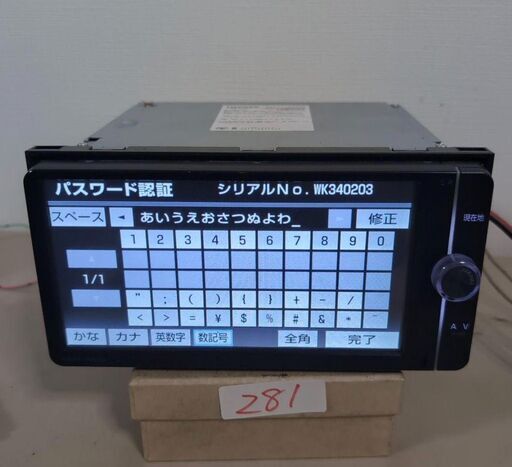 パスワード認証 シリアルNo. WK340203
スペース ◄ あいうえおさつぬよわ_ 修正
現在地
1 2 3 4 5 6 7 8 9 0
1/1
" ; : ( ) { } + − /
< > = ¥ $ % # & * ¯
かな カナ 英数字 数記号 全角 完了
AV
281